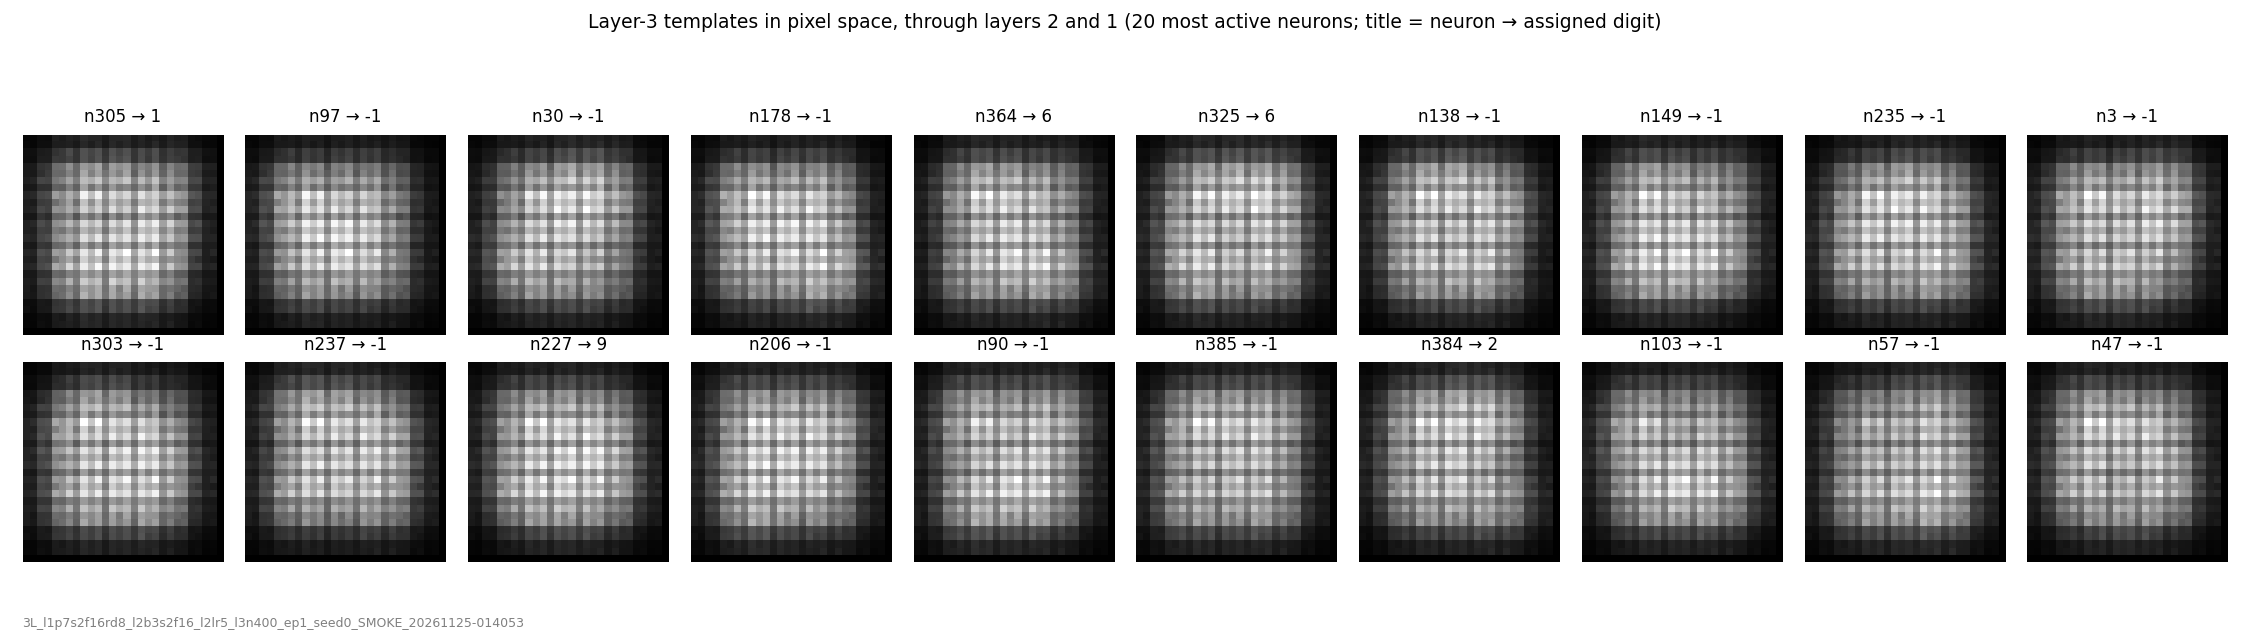 Layer-3 templates in pixel space, through layers 2 and 1 (20 most active neurons; title = neuron → assigned digit)
n305 → 1 n97 → -1 n30 → -1 n178 → -1 n364 → 6 n325 → 6 n138 → -1 n149 → -1 n235 → -1 n3 → -1
n303 → -1 n237 → -1 n227 → 9 n206 → -1 n90 → -1 n385 → -1 n384 → 2 n103 → -1 n57 → -1 n47 → -1
3L_l1p7s2f16rd8_l2b3s2f16_l2lr5_l3n400_ep1_seed0_SMOKE_20261125-014053